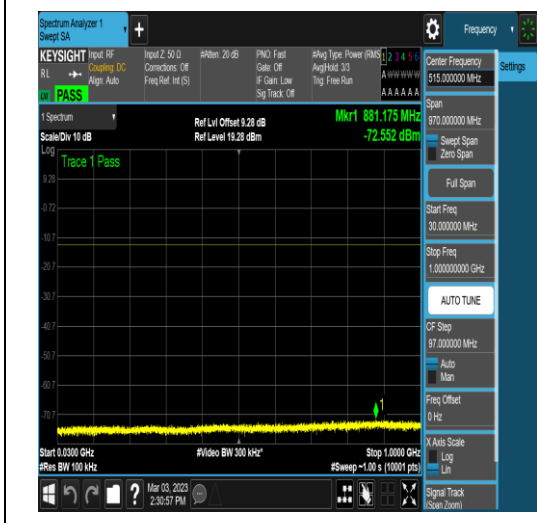 Spectrum Analyzer 1
Swept SA
+
Frequency
KEYSIGHT Input: RF
Coupling: DC
Align: Auto
RL
PASS
Input Z: 50 Ω
Corrections: Off
Freq Ref: Int (S)
#Atten: 20 dB
PNO: Fast
Gate: Off
IF Gain: Low
Sig Track: Off
#Avg Type: Power (RMS
Avg|Hold: 3/3
Trig: Free Run
1 2 3 4 5 6
A W W W W W
A A A A A A
Center Frequency
515.000000 MHz
Settings
Span
970.000000 MHz
Swept Span
Zero Span
Full Span
Start Freq
30.000000 MHz
Stop Freq
1.000000000 GHz
AUTO TUNE
CF Step
97.000000 MHz
Auto
Man
Freq Offset
0 Hz
X Axis Scale
Log
Lin
Signal Track
(Span Zoom)
1 Spectrum
Scale/Div 10 dB
Ref Lvl Offset 9.28 dB
Ref Level 19.28 dBm
Mkr1 881.175 MHz
-72.552 dBm
Log
Trace 1 Pass
9.28
-0.72
-10.7
-20.7
-30.7
-40.7
-50.7
-60.7
-70.7
1
Start 0.0300 GHz
#Res BW 100 kHz
#Video BW 300 kHz*
Stop 1.0000 GHz
#Sweep ~1.00 s (10001 pts)
?
Mar 03, 2023
2:30:57 PM